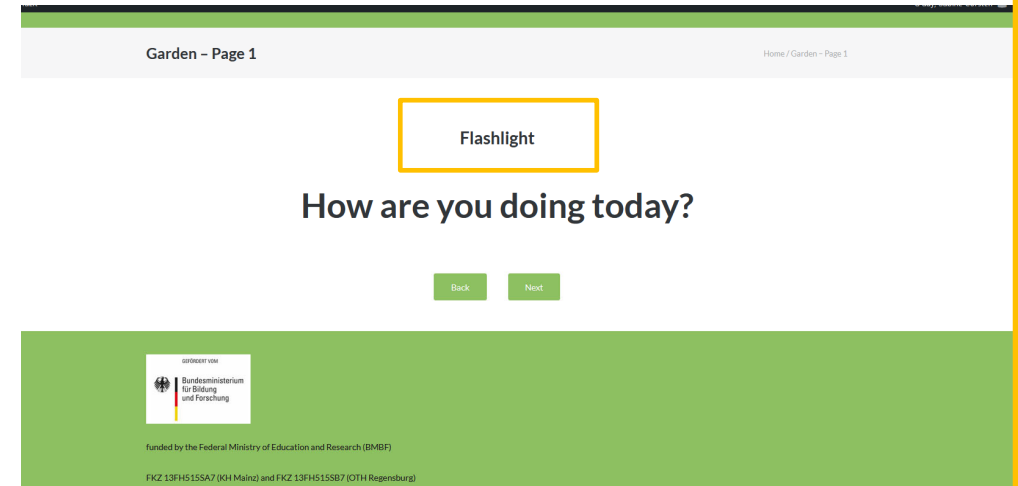 Garden – Page 1
Home / Garden – Page 1
Flashlight
How are you doing today?
Back
Next
GEFÖRDERT VOM
Bundesministerium
für Bildung
und Forschung
funded by the Federal Ministry of Education and Research (BMBF)
FKZ 13FH515SA7 (KH Mainz) and FKZ 13FH515SB7 (OTH Regensburg)